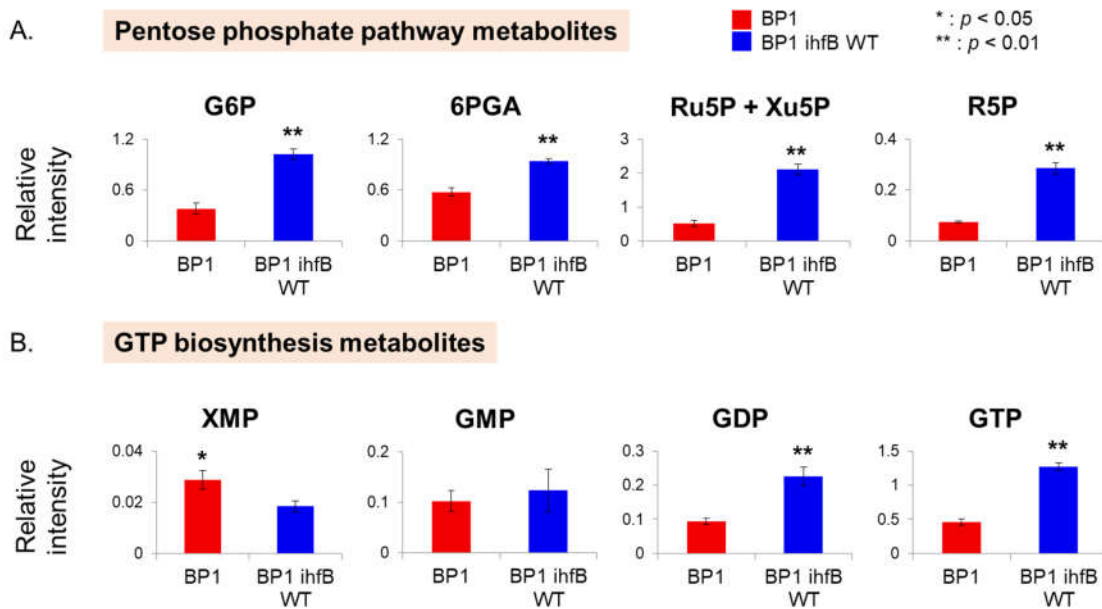 A. Pentose phosphate pathway metabolites
BP1 * : p < 0.05
BP1 ihfB WT ** : p < 0.01
G6P 6PGA Ru5P + Xu5P R5P
Relative intensity
1.2 ** 1.2 ** 3 ** 0.4 **
0.6 0.6 2 0.2
1
0 0 0 0
BP1 BP1 ihfB BP1 BP1 ihfB BP1 BP1 ihfB BP1 BP1 ihfB
WT WT WT WT
B. GTP biosynthesis metabolites
XMP GMP GDP GTP
Relative intensity
0.04 * 0.2 0.3 ** 1.5 **
0.2 1
0.02 0.1 0.1 0.5
0 0 0 0
BP1 BP1 ihfB BP1 BP1 ihfB BP1 BP1 ihfB BP1 BP1 ihfB
WT WT WT WT